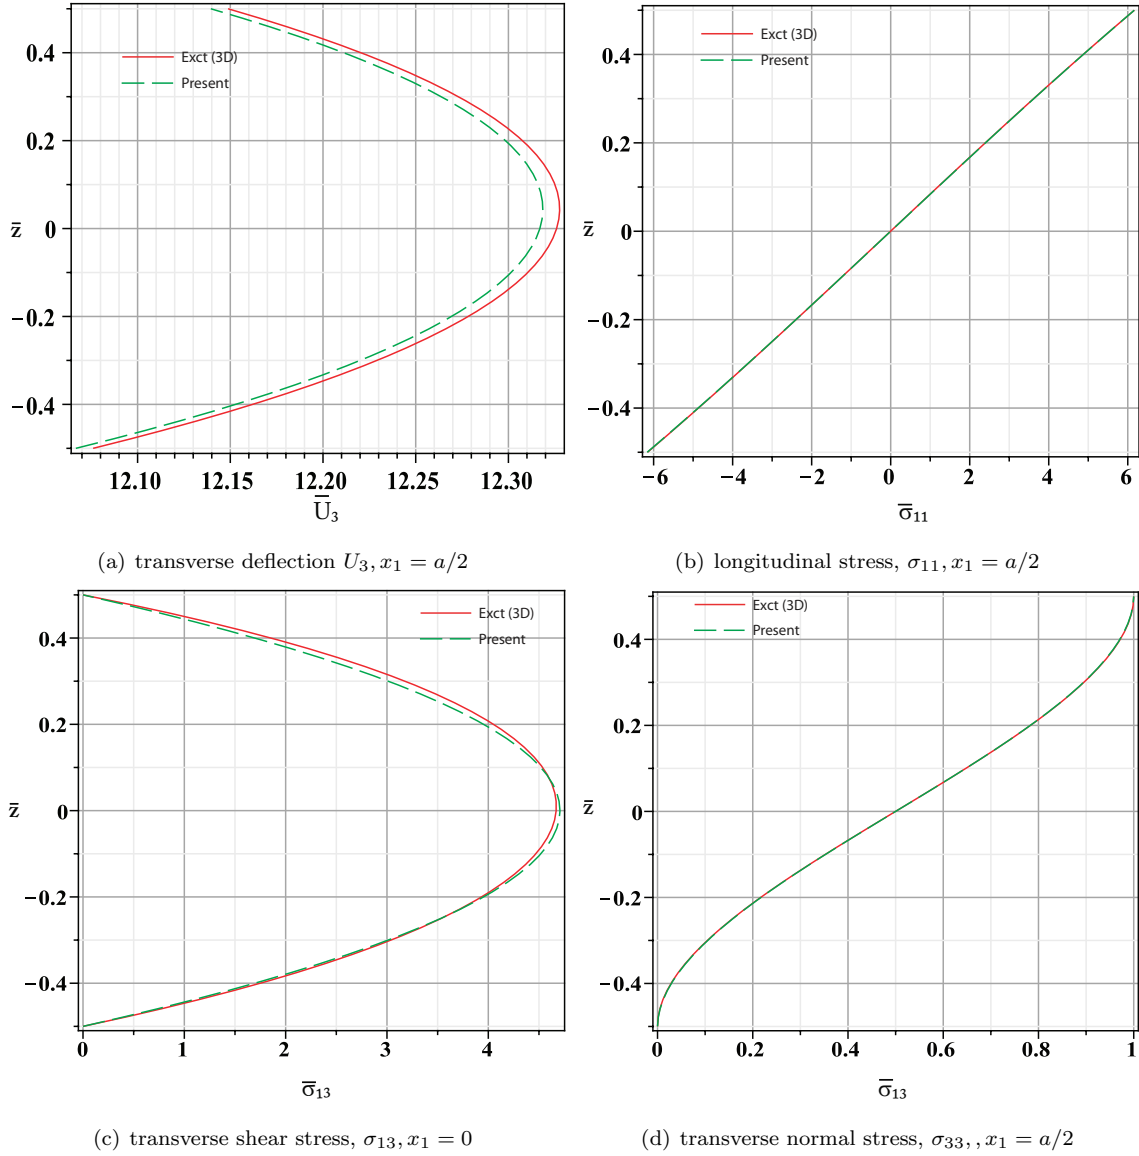 Exct (3D)
Present
0.4
0.2
0
−0.2
−0.4
z̄
12.10 12.15 12.20 12.25 12.30
U̅₃
(a) transverse deflection U₃, x₁ = a/2
Exct (3D)
Present
0.4
0.2
0
−0.2
−0.4
z̄
−6 −4 −2 0 2 4 6
σ̅₁₁
(b) longitudinal stress, σ₁₁, x₁ = a/2
Exct (3D)
Present
0.4
0.2
0
−0.2
−0.4
z̄
0 1 2 3 4
σ̅₁₃
(c) transverse shear stress, σ₁₃, x₁ = 0
Exct (3D)
Present
0.4
0.2
0
−0.2
−0.4
z̄
0 0.2 0.4 0.6 0.8 1
σ̅₁₃
(d) transverse normal stress, σ₃₃, , x₁ = a/2